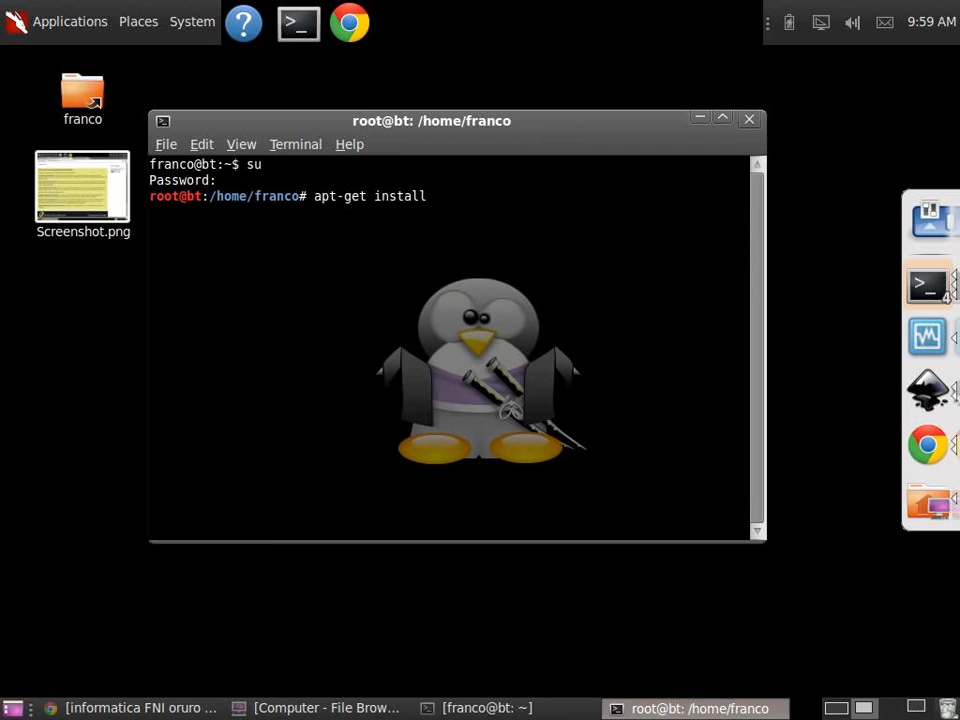 Applications Places System
9:59 AM
franco
Screenshot.png
root@bt: /home/franco
File Edit View Terminal Help
franco@bt:~$ su
Password:
root@bt:/home/franco# apt-get install
4
[informatica FNI oruro ...
[Computer - File Brow...
[franco@bt: ~]
root@bt: /home/franco